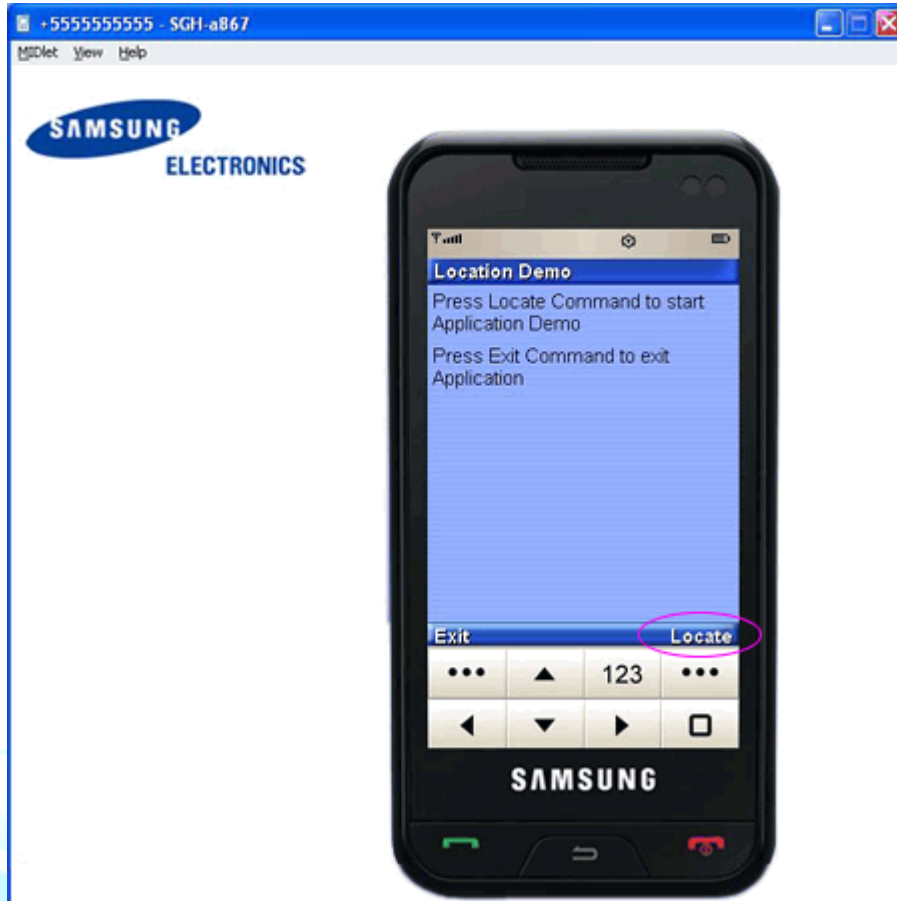 +5555555555 - SGH-a867
MIDlet View Help
SAMSUNG
ELECTRONICS
Location Demo
Press Locate Command to start
Application Demo
Press Exit Command to exit
Application
Exit Locate
123
SAMSUNG